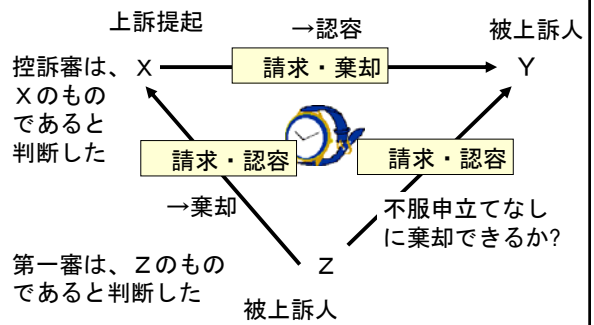 上訴提起
→認容
被上訴人
控訴審は、
Xのもの
であると
判断した
X
請求・棄却
Y
請求・認容
請求・認容
→棄却
不服申立てなし
に棄却できるか?
第一審は、Zのもの
であると判断した
Z
被上訴人